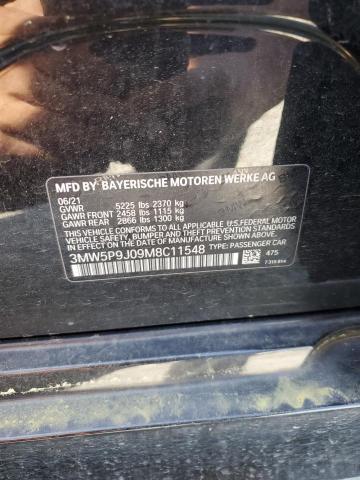 MFD BY BAYERISCHE MOTOREN WERKE AG
06/21
GVWR 5225 lbs 2370 kg
GAWR FRONT 2458 lbs 1115 kg
GAWR REAR 2866 lbs 1300 kg
THIS VEHICLE CONFORMS TO ALL APPLICABLE U.S. FEDERAL MOTOR
VEHICLE SAFETY, BUMPER, AND THEFT PREVENTION STANDARDS
IN EFFECT ON THE DATE OF MANUFACTURE SHOWN ABOVE.
3MW5P9J09M8C11548 TYPE: PASSENGER CAR
475